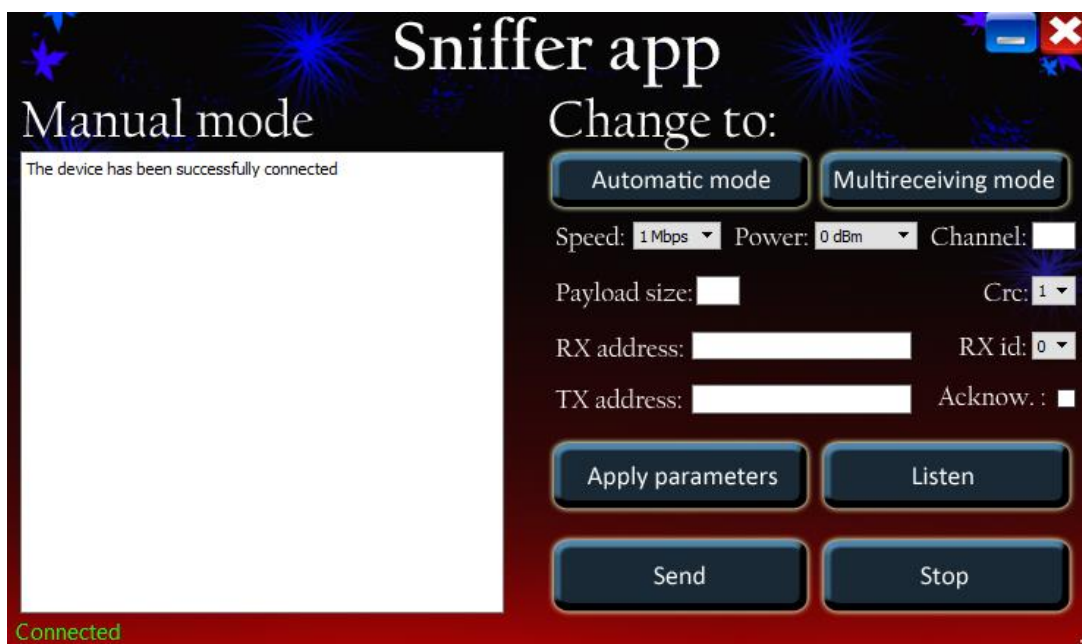 Sniffer app
Manual mode
Change to:
The device has been successfully connected
Automatic mode
Multireceiving mode
Speed: 1 Mbps Power: 0 dBm Channel:
Payload size: Crc: 1
RX address: RX id: 0
TX address: Acknow. :
Apply parameters
Listen
Send
Stop
Connected